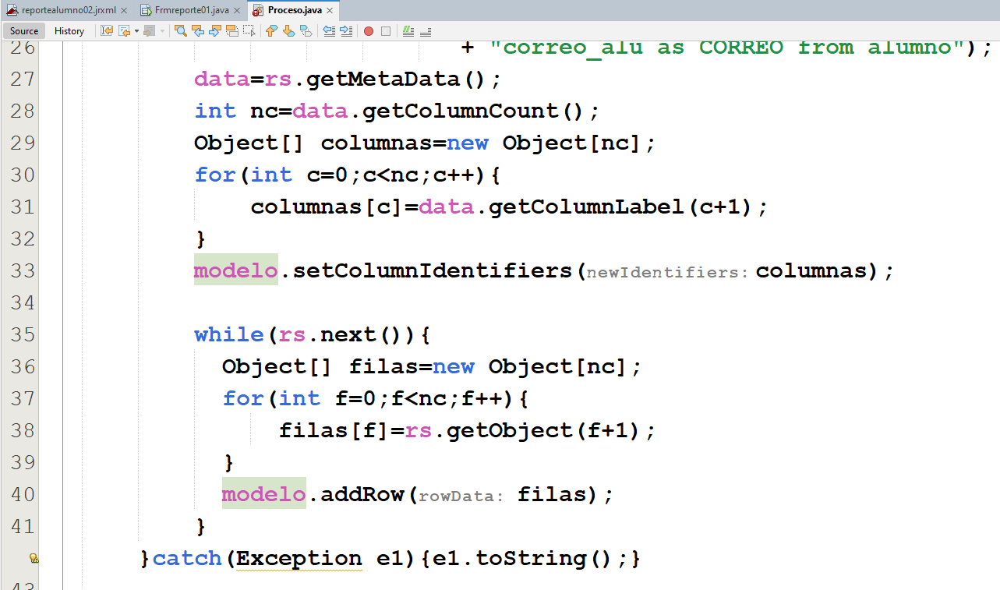 reportealumno02.jrxml Frmreporte01.java Proceso.java
Source History
26 + "correo_alu as CORREO from alumno");
27 data=rs.getMetaData();
28 int nc=data.getColumnCount();
29 Object[] columnas=new Object[nc];
30 for(int c=0;c<nc;c++){
31 columnas[c]=data.getColumnLabel(c+1);
32 }
33 modelo.setColumnIdentifiers(newIdentifiers: columnas);
34
35 while(rs.next()){
36 Object[] filas=new Object[nc];
37 for(int f=0;f<nc;f++){
38 filas[f]=rs.getObject(f+1);
39 }
40 modelo.addRow(rowData: filas);
41 }
}catch(Exception e1){e1.toString();}
43